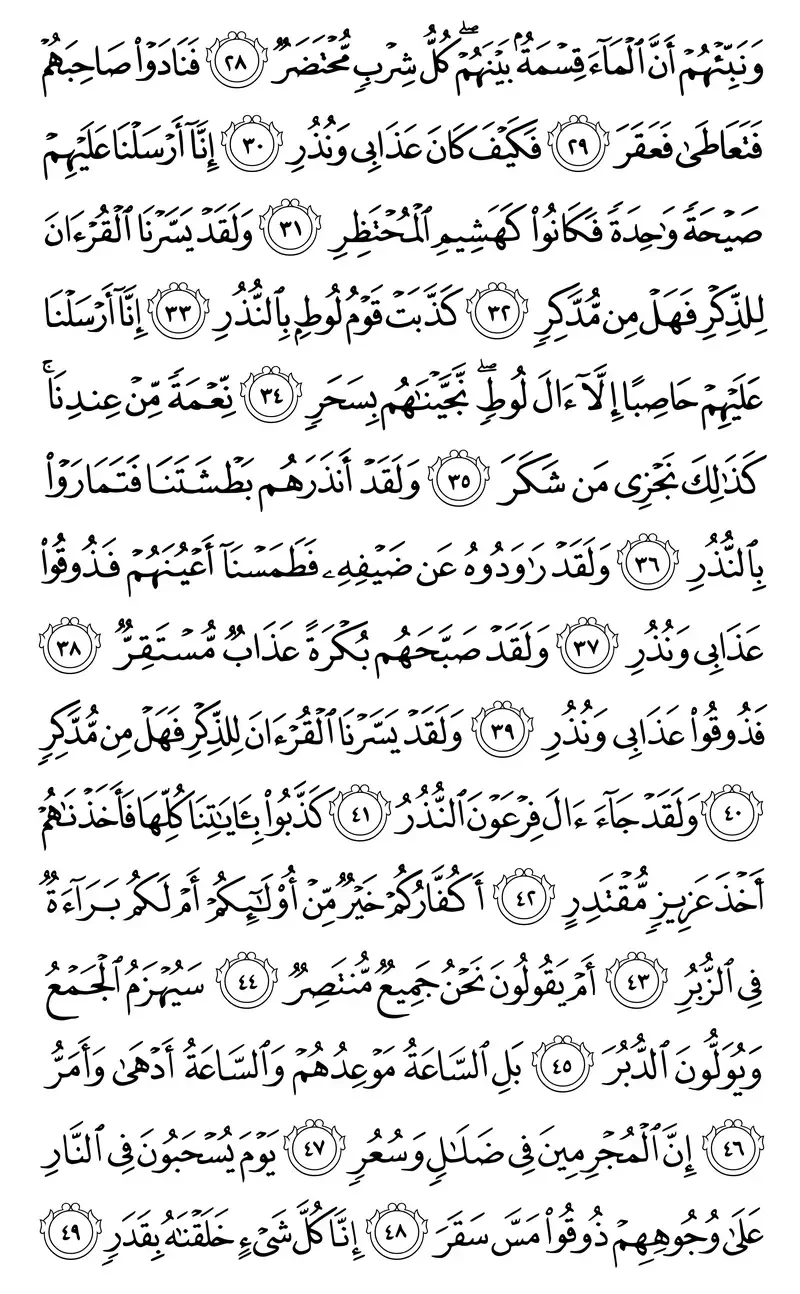 وَنَبِّئْهُمْ أَنَّ ٱلْمَآءَ قِسْمَةٌۢ بَيْنَهُمْ ۖ كُلُّ شِرْبٍ مُّحْتَضَرٌ ٢٨ فَنَادَوْا۟ صَاحِبَهُمْ
فَتَعَاطَىٰ فَعَقَرَ ٢٩ فَكَيْفَ كَانَ عَذَابِى وَنُذُرِ ٣٠ إِنَّآ أَرْسَلْنَا عَلَيْهِمْ
صَيْحَةً وَٰحِدَةً فَكَانُوا۟ كَهَشِيمِ ٱلْمُحْتَظِرِ ٣١ وَلَقَدْ يَسَّرْنَا ٱلْقُرْءَانَ
لِلذِّكْرِ فَهَلْ مِن مُّدَّكِرٍ ٣٢ كَذَّبَتْ قَوْمُ لُوطٍۭ بِٱلنُّذُرِ ٣٣ إِنَّآ أَرْسَلْنَا
عَلَيْهِمْ حَاصِبًا إِلَّآ ءَالَ لُوطٍ ۖ نَّجَّيْنَٰهُم بِسَحَرٍ ٣٤ نِّعْمَةً مِّنْ عِندِنَا ۚ
كَذَٰلِكَ نَجْزِى مَن شَكَرَ ٣٥ وَلَقَدْ أَنذَرَهُم بَطْشَتَنَا فَتَمَارَوْا۟
بِٱلنُّذُرِ ٣٦ وَلَقَدْ رَٰوَدُوهُ عَن ضَيْفِهِۦ فَطَمَسْنَآ أَعْيُنَهُمْ فَذُوقُوا۟
عَذَابِى وَنُذُرِ ٣٧ وَلَقَدْ صَبَّحَهُم بُكْرَةً عَذَابٌ مُّسْتَقِرٌّ ٣٨
فَذُوقُوا۟ عَذَابِى وَنُذُرِ ٣٩ وَلَقَدْ يَسَّرْنَا ٱلْقُرْءَانَ لِلذِّكْرِ فَهَلْ مِن مُّدَّكِرٍ
٤٠ وَلَقَدْ جَآءَ ءَالَ فِرْعَوْنَ ٱلنُّذُرُ ٤١ كَذَّبُوا۟ بِـَٔايَٰتِنَا كُلِّهَا فَأَخَذْنَٰهُمْ
أَخْذَ عَزِيزٍ مُّقْتَدِرٍ ٤٢ أَكُفَّارُكُمْ خَيْرٌ مِّنْ أُو۟لَٰٓئِكُمْ أَمْ لَكُم بَرَآءَةٌ
فِى ٱلزُّبُرِ ٤٣ أَمْ يَقُولُونَ نَحْنُ جَمِيعٌ مُّنتَصِرٌ ٤٤ سَيُهْزَمُ ٱلْجَمْعُ
وَيُوَلُّونَ ٱلدُّبُرَ ٤٥ بَلِ ٱلسَّاعَةُ مَوْعِدُهُمْ وَٱلسَّاعَةُ أَدْهَىٰ وَأَمَرُّ
٤٦ إِنَّ ٱلْمُجْرِمِينَ فِى ضَلَٰلٍ وَسُعُرٍ ٤٧ يَوْمَ يُسْحَبُونَ فِى ٱلنَّارِ
عَلَىٰ وُجُوهِهِمْ ذُوقُوا۟ مَسَّ سَقَرَ ٤٨ إِنَّا كُلَّ شَىْءٍ خَلَقْنَٰهُ بِقَدَرٍ ٤٩